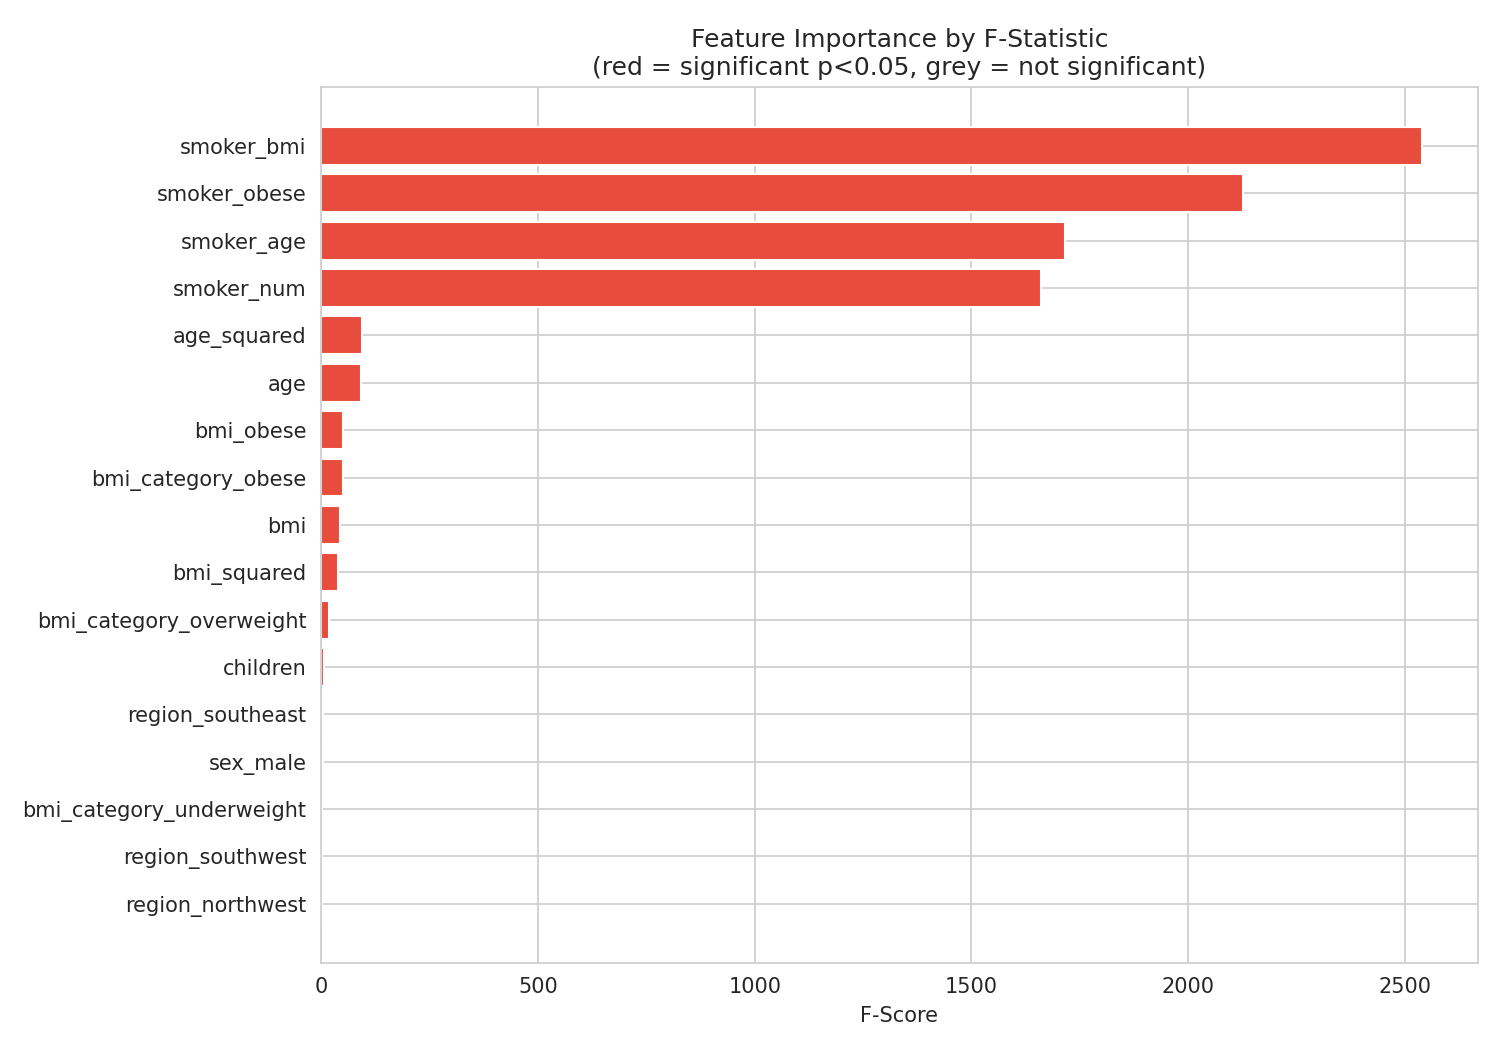 Feature Importance by F-Statistic
(red = significant p<0.05, grey = not significant)
smoker_bmi
smoker_obese
smoker_age
smoker_num
age_squared
age
bmi_obese
bmi_category_obese
bmi
bmi_squared
bmi_category_overweight
children
region_southeast
sex_male
bmi_category_underweight
region_southwest
region_northwest
0 500 1000 1500 2000 2500
F-Score